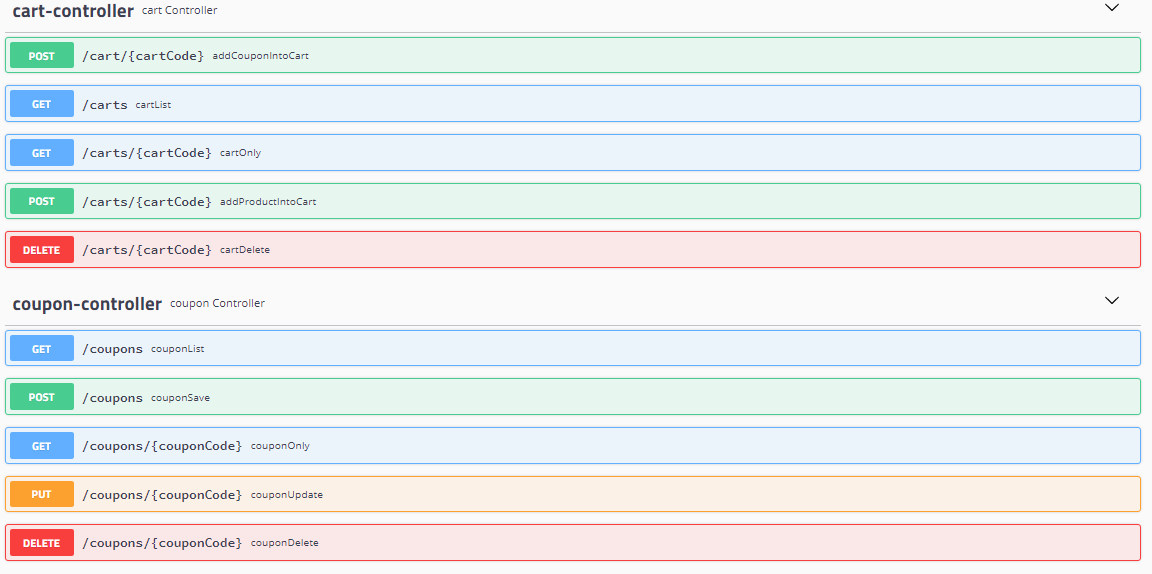 cart-controller cart Controller
POST /cart/{cartCode} addCouponIntoCart
GET /carts cartList
GET /carts/{cartCode} cartOnly
POST /carts/{cartCode} addProductIntoCart
DELETE /carts/{cartCode} cartDelete
coupon-controller coupon Controller
GET /coupons couponList
POST /coupons couponSave
GET /coupons/{couponCode} couponOnly
PUT /coupons/{couponCode} couponUpdate
DELETE /coupons/{couponCode} couponDelete